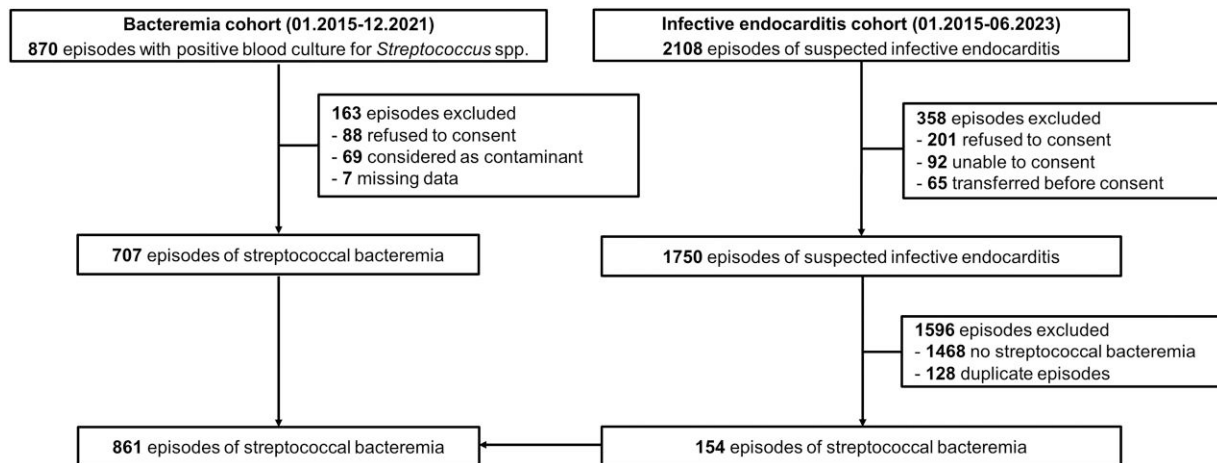 Bacteremia cohort (01.2015-12.2021)
870 episodes with positive blood culture for Streptococcus spp.
163 episodes excluded
- 88 refused to consent
- 69 considered as contaminant
- 7 missing data
707 episodes of streptococcal bacteremia
861 episodes of streptococcal bacteremia
Infective endocarditis cohort (01.2015-06.2023)
2108 episodes of suspected infective endocarditis
358 episodes excluded
- 201 refused to consent
- 92 unable to consent
- 65 transferred before consent
1750 episodes of suspected infective endocarditis
1596 episodes excluded
- 1468 no streptococcal bacteremia
- 128 duplicate episodes
154 episodes of streptococcal bacteremia